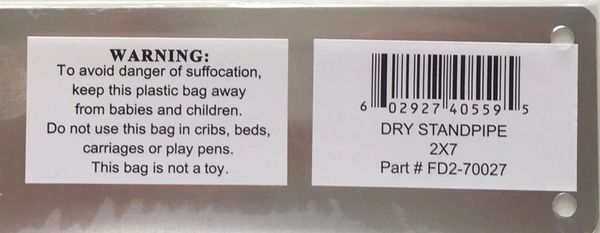 WARNING:
To avoid danger of suffocation,
keep this plastic bag away
from babies and children.
Do not use this bag in cribs, beds,
carriages or play pens.
This bag is not a toy.
6 02927 40559 5
DRY STANDPIPE
2X7
Part # FD2-70027